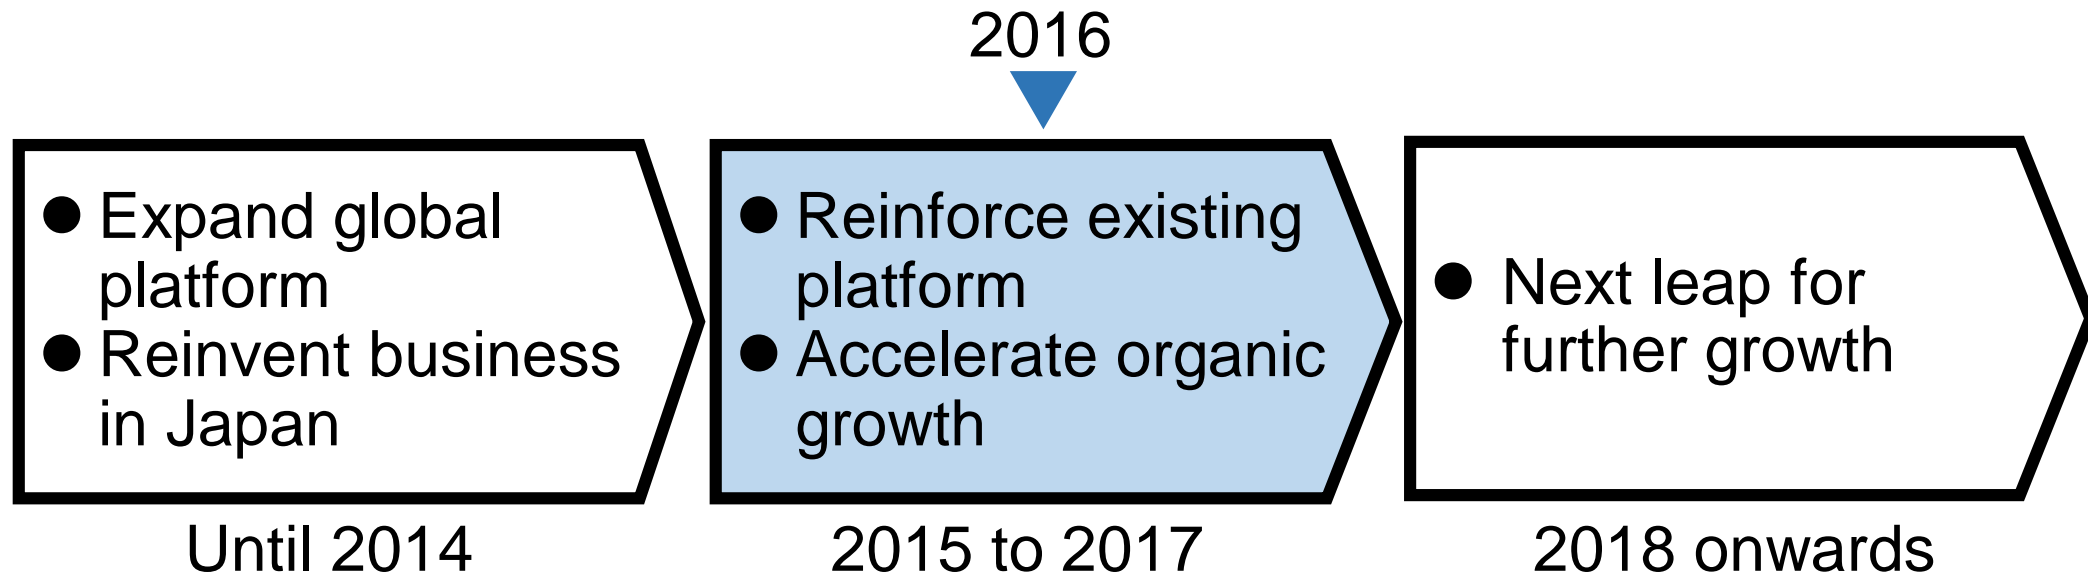 2016
● Expand global
platform
● Reinvent business
in Japan
● Reinforce existing
platform
● Accelerate organic
growth
● Next leap for
further growth
Until 2014
2015 to 2017
2018 onwards